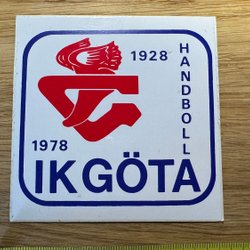 1928
HANDBOLL
1978
IK GÖTA